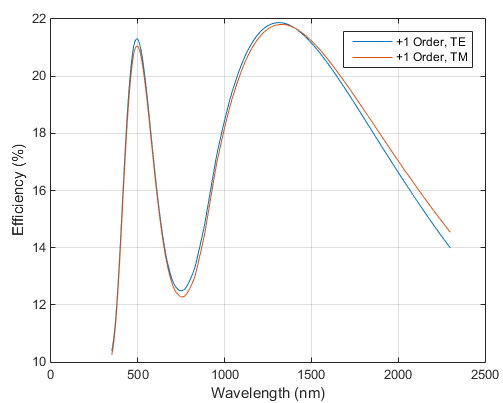 22
20
18
16
14
12
10
Efficiency (%)
+1 Order, TE
+1 Order, TM
0 500 1000 1500 2000 2500
Wavelength (nm)